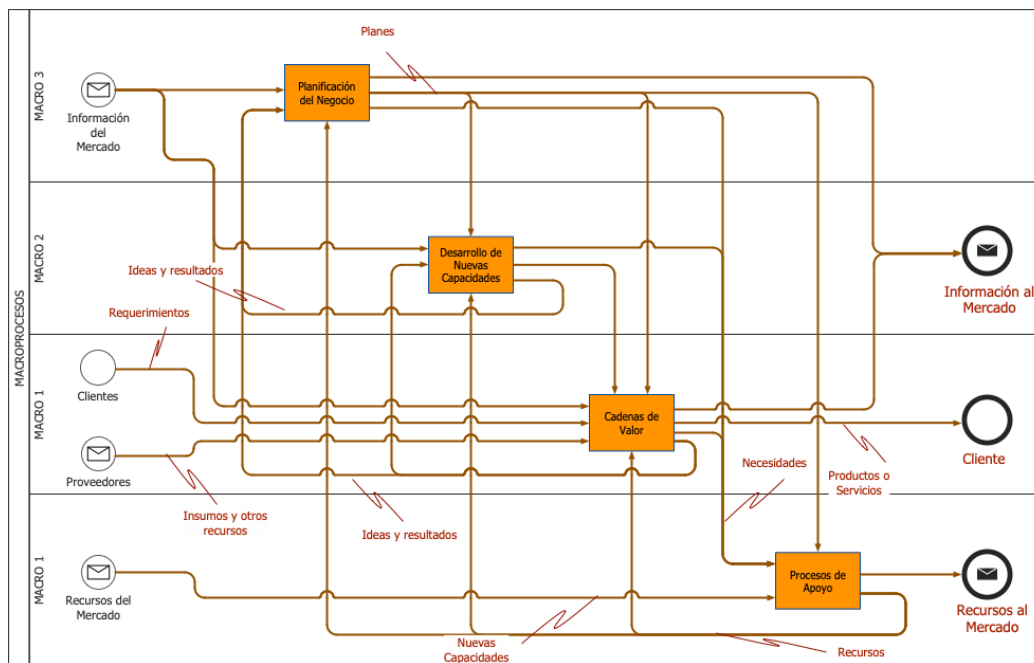 MACROPROCESOS
MACRO 3
Planes
Planificación
del Negocio
Información
del
Mercado
MACRO 2
Desarrollo de
Nuevas
Capacidades
Ideas y resultados
Información al
Mercado
Requerimientos
MACRO 1
Clientes
Cadenas de
Valor
Cliente
Proveedores
Necesidades
Productos o
Servicios
Insumos y otros
recursos
Ideas y resultados
MACRO 1
Procesos de
Apoyo
Recursos del
Mercado
Recursos al
Mercado
Nuevas
Capacidades
Recursos